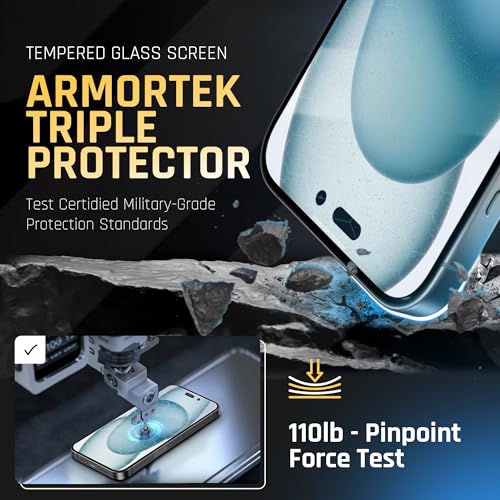 TEMPERED GLASS SCREEN
ARMORTEK
TRIPLE
PROTECTOR
Test Certidied Military-Grade
Protection Standards
110lb - Pinpoint
Force Test